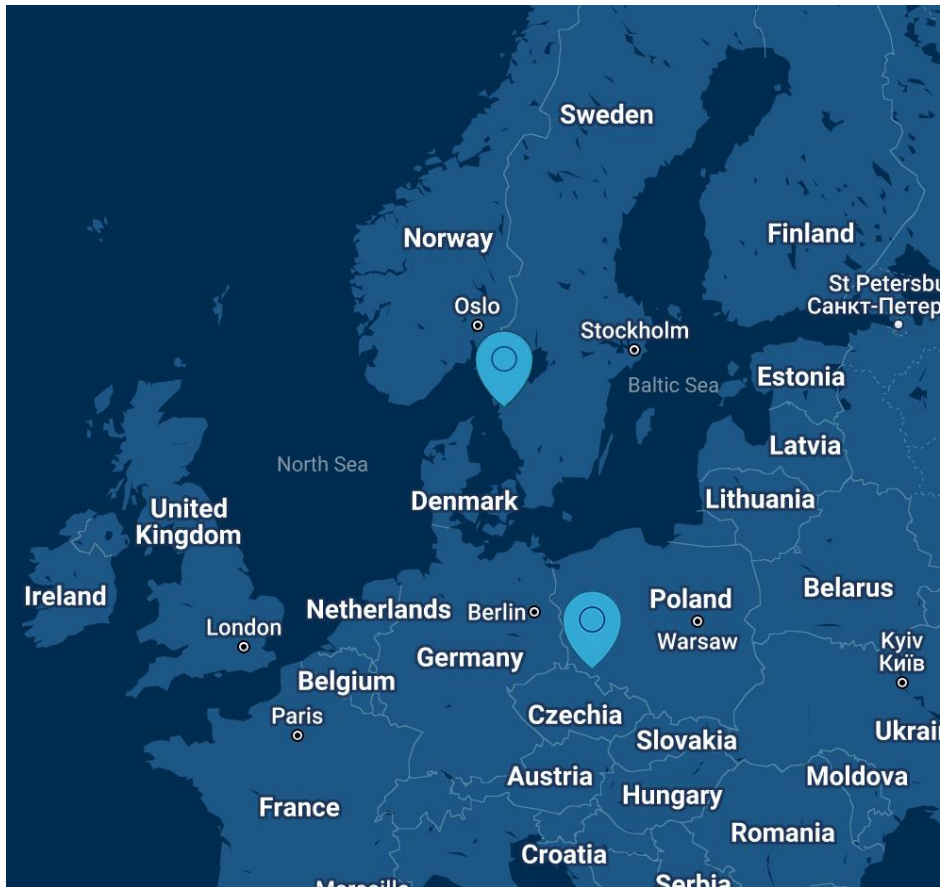 Sweden
Norway
Finland
Oslo
St Petersbu
Санкт-Петер
Stockholm
Baltic Sea
Estonia
Latvia
North Sea
Denmark
Lithuania
United
Kingdom
Ireland
Netherlands
Berlin
Poland
Belarus
London
Warsaw
Kyiv
Київ
Germany
Belgium
Paris
Czechia
Slovakia
Ukrai
Austria
Moldova
Hungary
France
Romania
Croatia
Serbia
Marseille